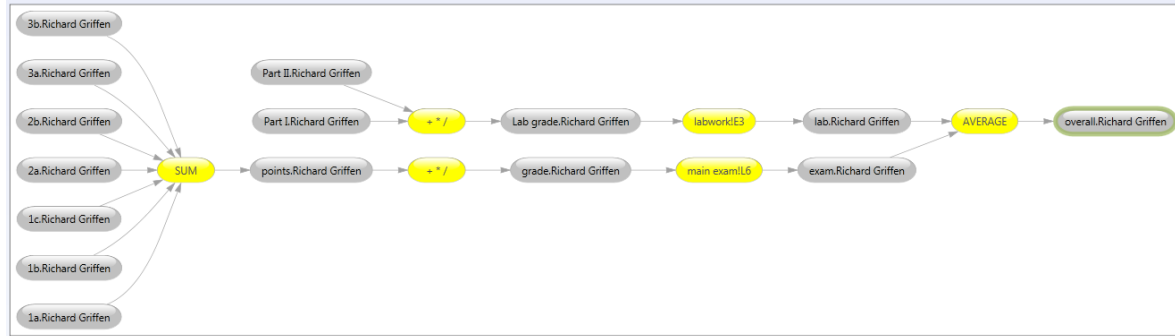 3b.Richard Griffen
3a.Richard Griffen
Part II.Richard Griffen
2b.Richard Griffen
Part I.Richard Griffen
+ * /
Lab grade.Richard Griffen
labwork!E3
lab.Richard Griffen
AVERAGE
overall.Richard Griffen
2a.Richard Griffen
SUM
points.Richard Griffen
+ * /
grade.Richard Griffen
main exam!L6
exam.Richard Griffen
1c.Richard Griffen
1b.Richard Griffen
1a.Richard Griffen